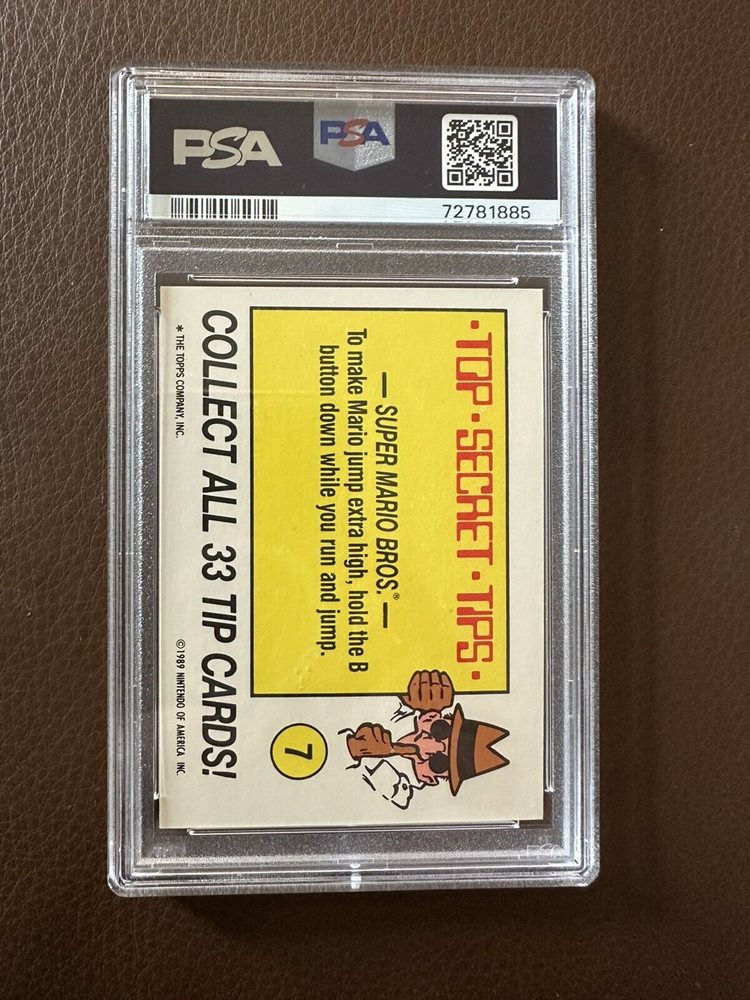 PSA
PSA
72781885
·TOP·SECRET·TIPS·
— SUPER MARIO BROS.® —
To make Mario jump extra high, hold the B
button down while you run and jump.
7
COLLECT ALL 33 TIP CARDS!
* THE TOPPS COMPANY, INC.
©1989 NINTENDO OF AMERICA INC.